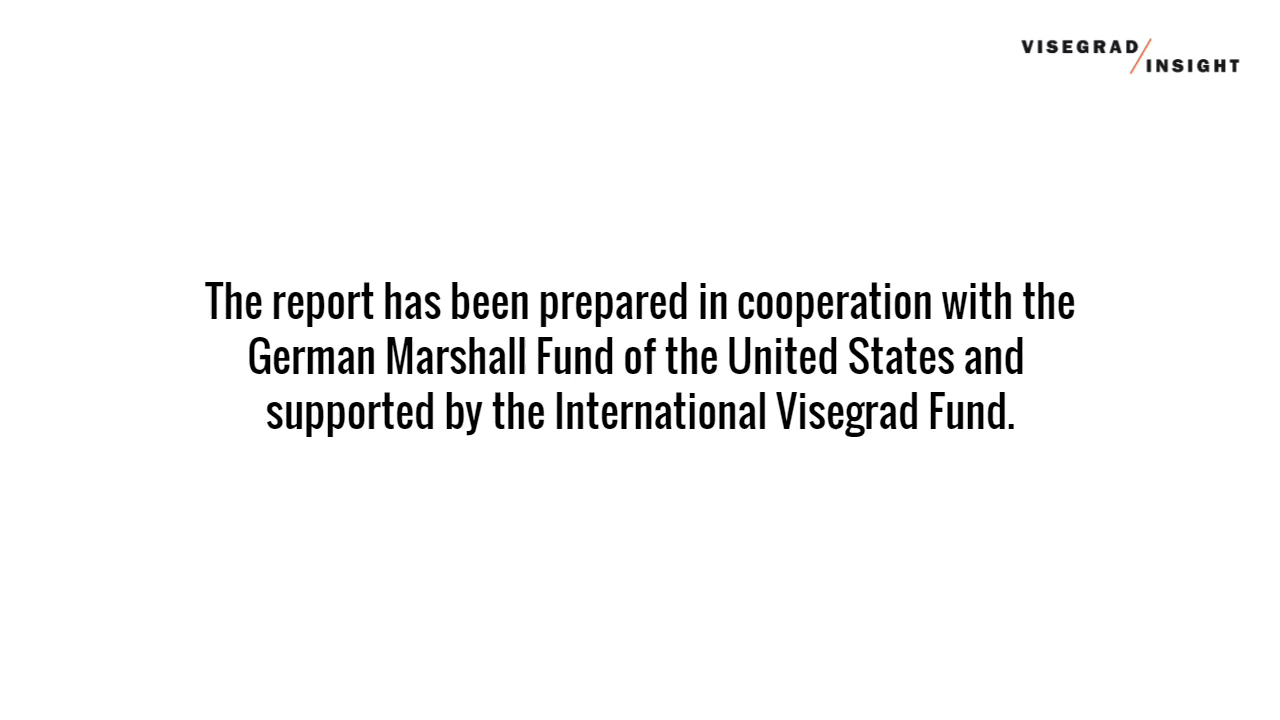 VISEGRAD
INSIGHT
The report has been prepared in cooperation with the
German Marshall Fund of the United States and
supported by the International Visegrad Fund.